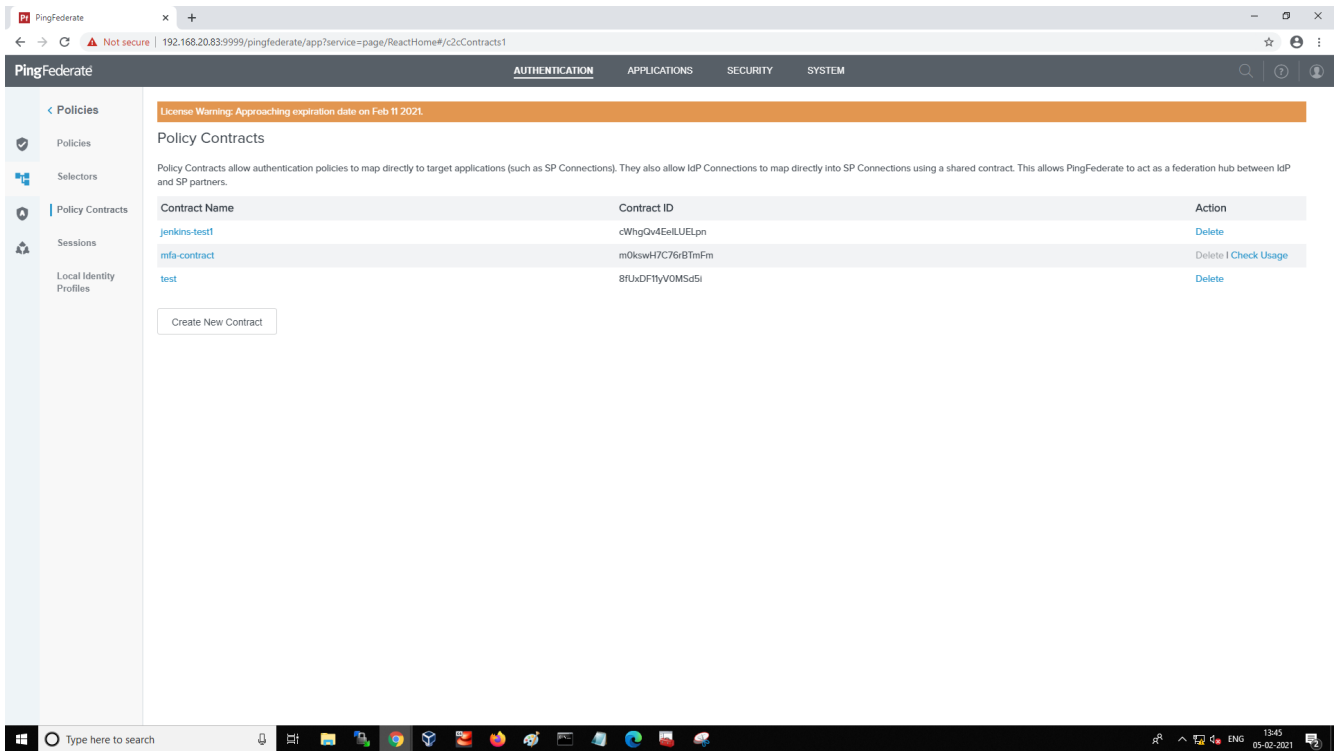 Pr PingFederate
Not secure | 192.168.20.83:9999/pingfederate/app?service=page/ReactHome#/c2cContracts1
PingFederate AUTHENTICATION APPLICATIONS SECURITY SYSTEM
< Policies
Policies
Selectors
Policy Contracts
Sessions
Local Identity
Profiles
License Warning: Approaching expiration date on Feb 11 2021.
Policy Contracts
Policy Contracts allow authentication policies to map directly to target applications (such as SP Connections). They also allow IdP Connections to map directly into SP Connections using a shared contract. This allows PingFederate to act as a federation hub between IdP
and SP partners.
Contract Name Contract ID Action
jenkins-test1 cWhgQv4EelLUELpn Delete
mfa-contract m0kswH7C76rBTmFm Delete | Check Usage
test 8fUxDF11yV0MSd5i Delete
Create New Contract
Type here to search
ENG
13:45
05-02-2021
2